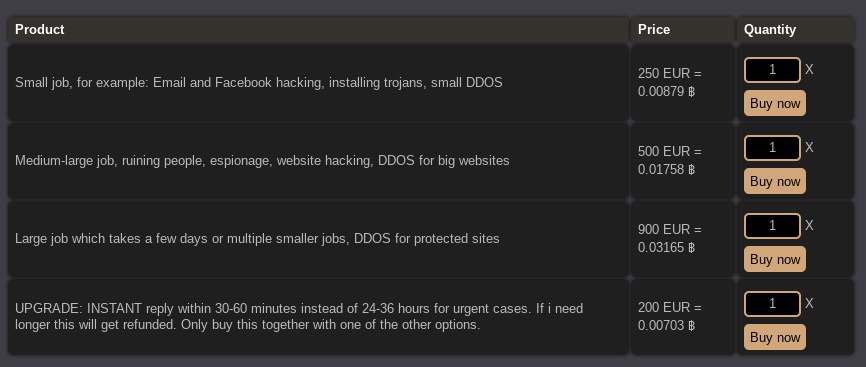 Product Price Quantity
Small job, for example: Email and Facebook hacking, installing trojans, small DDOS
250 EUR =
0.00879 ฿
1 X
Buy now
Medium-large job, ruining people, espionage, website hacking, DDOS for big websites
500 EUR =
0.01758 ฿
1 X
Buy now
Large job which takes a few days or multiple smaller jobs, DDOS for protected sites
900 EUR =
0.03165 ฿
1 X
Buy now
UPGRADE: INSTANT reply within 30-60 minutes instead of 24-36 hours for urgent cases. If i need
longer this will get refunded. Only buy this together with one of the other options.
200 EUR =
0.00703 ฿
1 X
Buy now